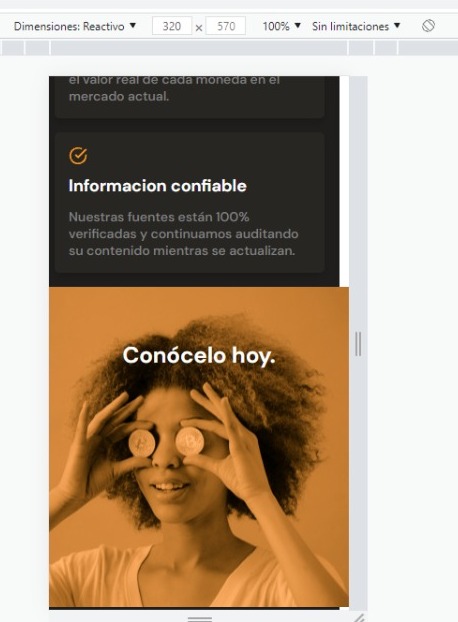 Dimensiones: Reactivo ▼ 320 × 570 100% ▼ Sin limitaciones ▼
el valor real de cada moneda en el
mercado actual.
Informacion confiable
Nuestras fuentes están 100%
verificadas y continuamos auditando
su contenido mientras se actualizan.
Conócelo hoy.